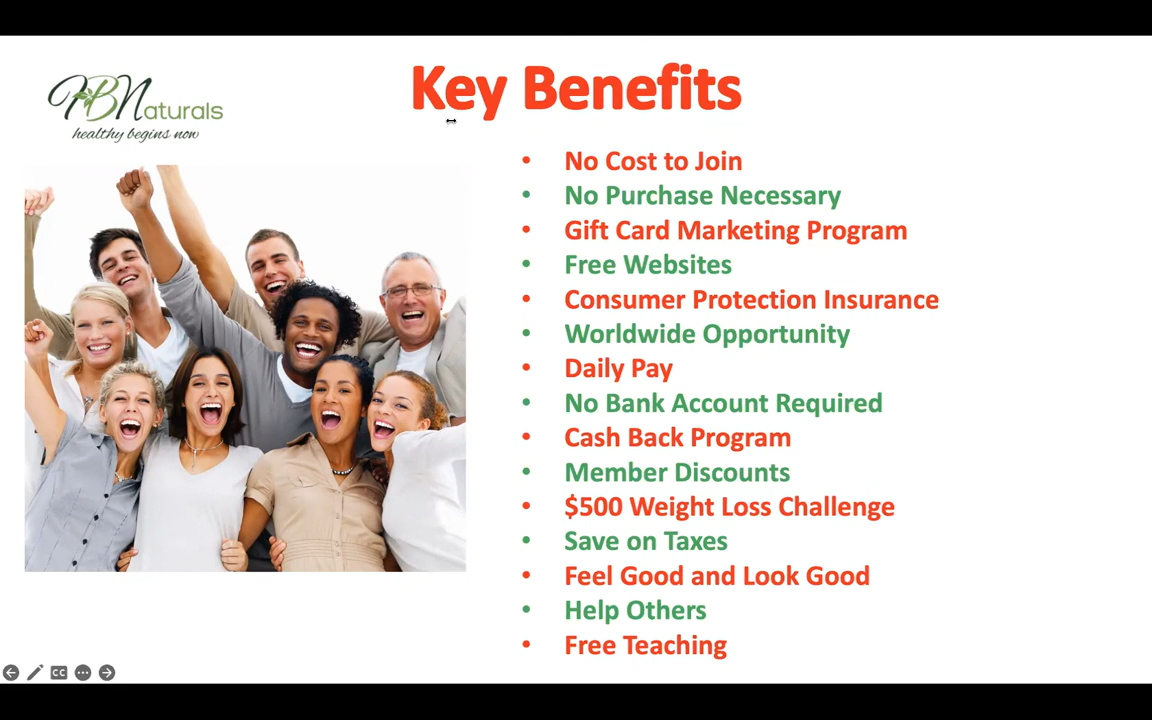 HBNaturals
healthy begins now
Key Benefits
• No Cost to Join
• No Purchase Necessary
• Gift Card Marketing Program
• Free Websites
• Consumer Protection Insurance
• Worldwide Opportunity
• Daily Pay
• No Bank Account Required
• Cash Back Program
• Member Discounts
• $500 Weight Loss Challenge
• Save on Taxes
• Feel Good and Look Good
• Help Others
• Free Teaching
CC